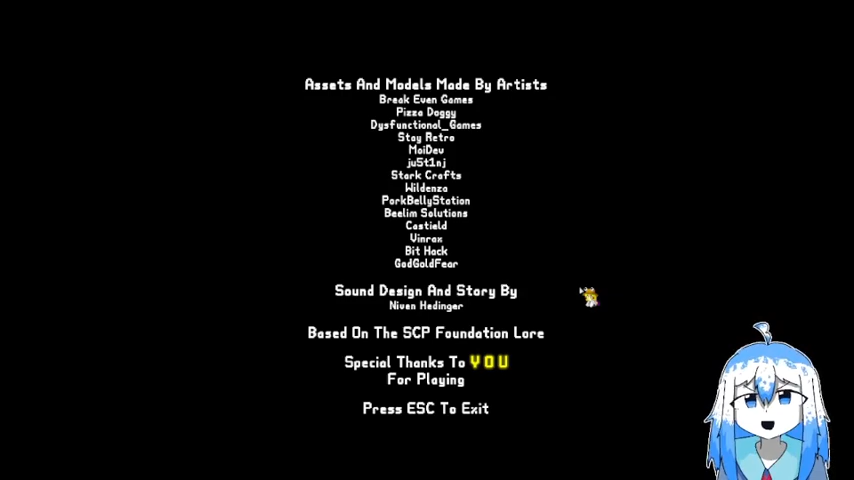 Assets And Models Made By Artists
Break Even Games
Pizza Doggy
Dysfunctional_Games
Stay Retro
MaiDev
ju5t1nj
Stark Crafts
Wildenza
PorkBellyStation
Beelim Solutions
Castield
Vinrax
Bit Hack
GadGoldFear
Sound Design And Story By
Niven Hedinger
Based On The SCP Foundation Lore
Special Thanks To YOU
For Playing
Press ESC To Exit